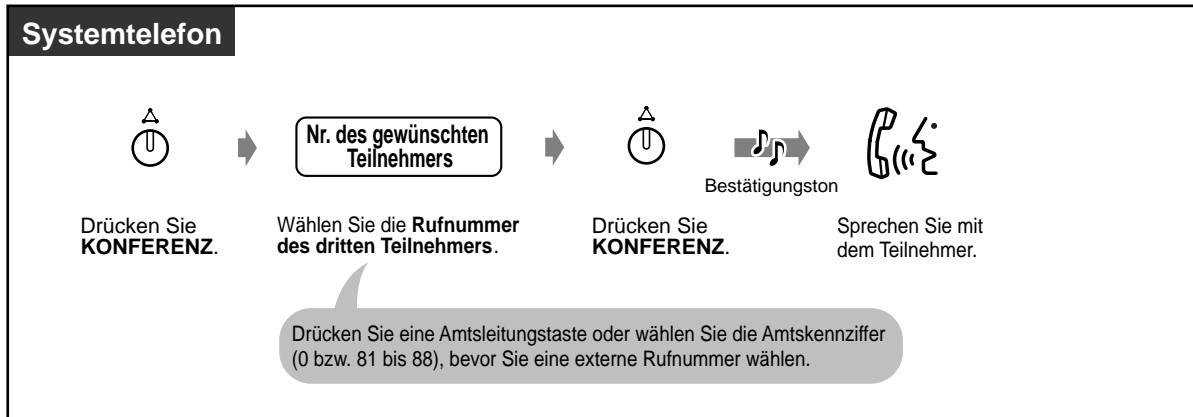 Systemtelefon
Nr. des gewünschten
Teilnehmers
Bestätigungston
Drücken Sie
KONFERENZ.
Wählen Sie die Rufnummer
des dritten Teilnehmers.
Drücken Sie
KONFERENZ.
Sprechen Sie mit
dem Teilnehmer.
Drücken Sie eine Amtsleitungstaste oder wählen Sie die Amtskennziffer
(0 bzw. 81 bis 88), bevor Sie eine externe Rufnummer wählen.